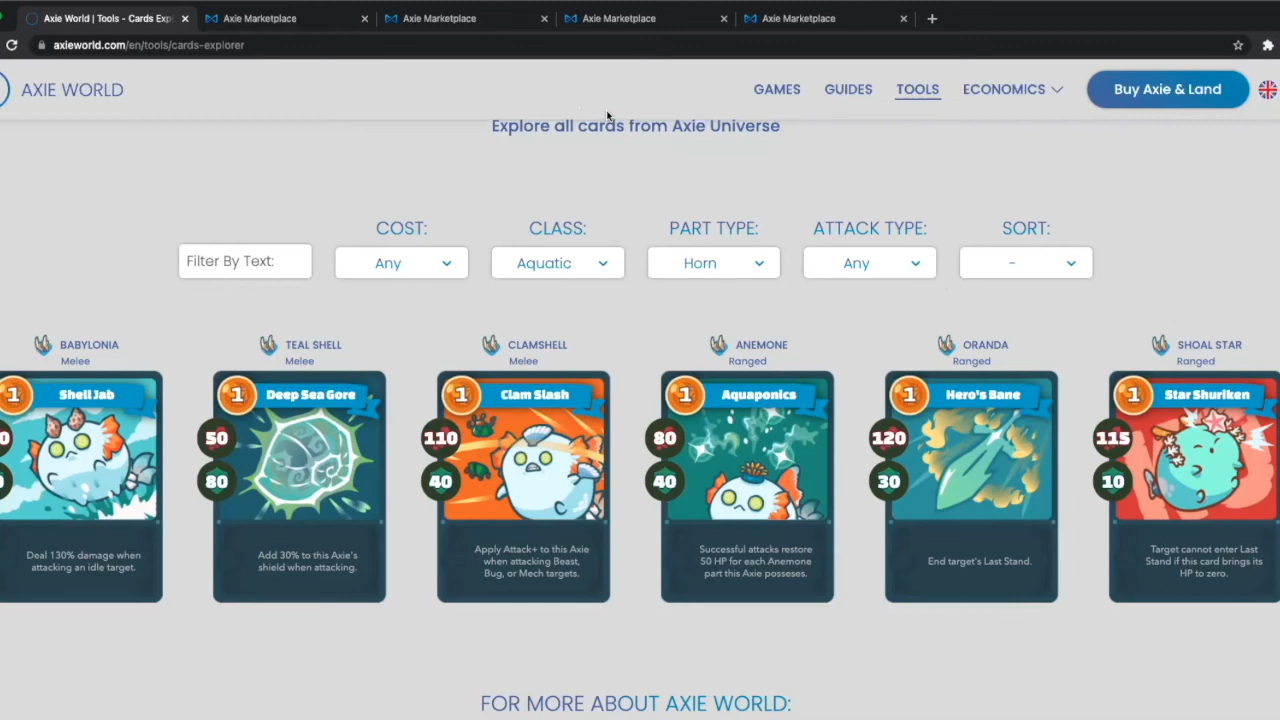 Axie World | Tools - Cards Exp
Axie Marketplace
Axie Marketplace
Axie Marketplace
Axie Marketplace
axieworld.com/en/tools/cards-explorer
AXIE WORLD
GAMES
GUIDES
TOOLS
ECONOMICS
Buy Axie & Land
Explore all cards from Axie Universe
COST:
CLASS:
PART TYPE:
ATTACK TYPE:
SORT:
Filter By Text:
Any
Aquatic
Horn
Any
-
BABYLONIA
Melee
1
Shell Jab
0
0
Deal 130% damage when
attacking an idle target.
TEAL SHELL
Melee
1
Deep Sea Gore
50
80
Add 30% to this Axie's
shield when attacking.
CLAMSHELL
Melee
1
Clam Slash
110
40
Apply Attack+ to this Axie
when attacking Beast,
Bug, or Mech targets.
ANEMONE
Ranged
1
Aquaponics
80
40
Successful attacks restore
50 HP for each Anemone
part this Axie posseses.
ORANDA
Ranged
1
Hero's Bane
120
30
End target's Last Stand.
SHOAL STAR
Ranged
1
Star Shuriken
115
10
Target cannot enter Last
Stand if this card brings its
HP to zero.
FOR MORE ABOUT AXIE WORLD: